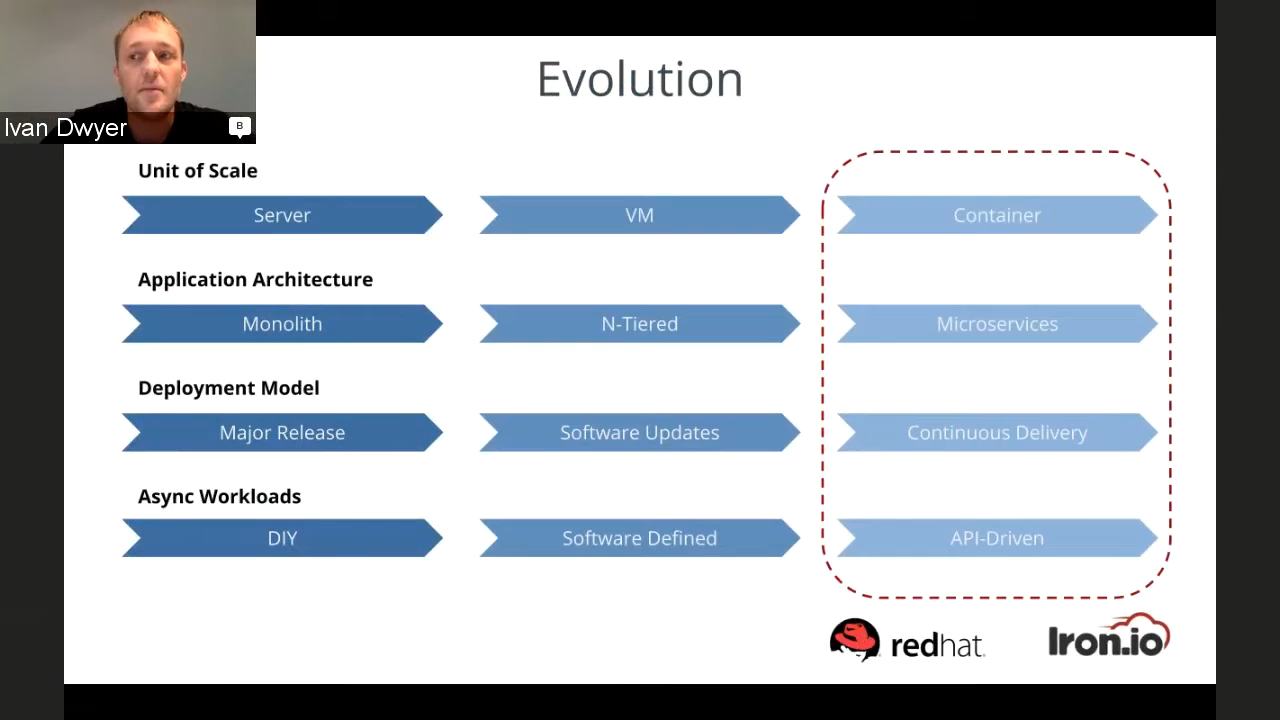 Evolution
Ivan Dwyer
B
Unit of Scale
Server
VM
Container
Application Architecture
Monolith
N-Tiered
Microservices
Deployment Model
Major Release
Software Updates
Continuous Delivery
Async Workloads
DIY
Software Defined
API-Driven
redhat.
Iron.io